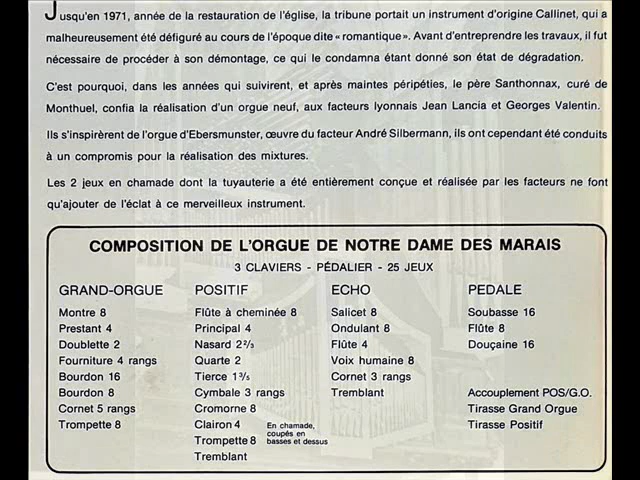 Jusqu'en 1971, année de la restauration de l'église, la tribune portait un instrument d'origine Callinet, qui a
malheureusement été défiguré au cours de l'époque dite « romantique ». Avant d'entreprendre les travaux, il fut
nécessaire de procéder à son démontage, ce qui le condamna étant donné son état de dégradation.
C'est pourquoi, dans les années qui suivirent, et après maintes péripéties, le père Santhonnax, curé de
Monthuel, confia la réalisation d'un orgue neuf, aux facteurs lyonnais Jean Lancia et Georges Valentin.
Ils s'inspirèrent de l'orgue d'Ebersmunster, œuvre du facteur André Silbermann, ils ont cependant été conduits
à un compromis pour la réalisation des mixtures.
Les 2 jeux en chamade dont la tuyauterie a été entièrement conçue et réalisée par les facteurs ne font
qu'ajouter de l'éclat à ce merveilleux instrument.
COMPOSITION DE L'ORGUE DE NOTRE DAME DES MARAIS
3 CLAVIERS - PÉDALIER - 25 JEUX
GRAND-ORGUE
Montre 8
Prestant 4
Doublette 2
Fourniture 4 rangs
Bourdon 16
Bourdon 8
Cornet 5 rangs
Trompette 8
POSITIF
Flûte à cheminée 8
Principal 4
Nasard 2 2/3
Quarte 2
Tierce 1 3/5
Cymbale 3 rangs
Cromorne 8
Clairon 4
Trompette 8
En chamade,
coupés en
basses et dessus
Tremblant
ECHO
Salicet 8
Ondulant 8
Flûte 4
Voix humaine 8
Cornet 3 rangs
Tremblant
PEDALE
Soubasse 16
Flûte 8
Douçaine 16
Accouplement POS/G.O.
Tirasse Grand Orgue
Tirasse Positif